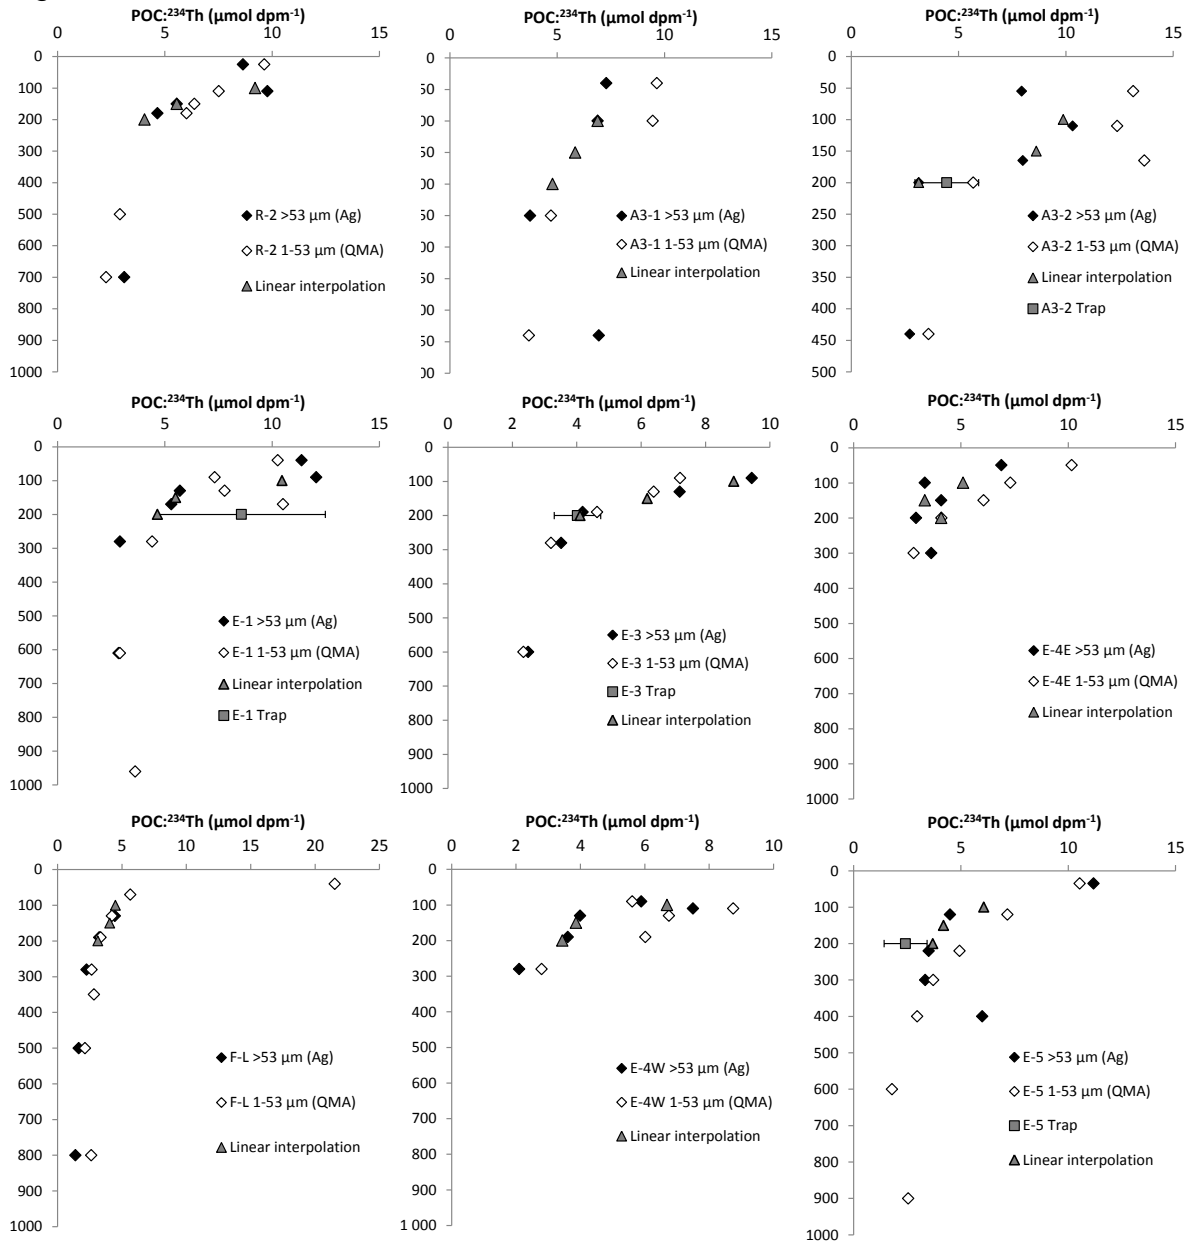 POC:²³⁴Th (µmol dpm⁻¹)
0 5 10 15
0
100
200
300
400
500
600
700
800
900
1000
R-2 >53 µm (Ag)
R-2 1-53 µm (QMA)
Linear interpolation
POC:²³⁴Th (µmol dpm⁻¹)
0 5 10 15
0
A3-1 >53 µm (Ag)
A3-1 1-53 µm (QMA)
Linear interpolation
POC:²³⁴Th (µmol dpm⁻¹)
0 5 10 15
0
50
100
150
200
250
300
350
400
450
500
A3-2 >53 µm (Ag)
A3-2 1-53 µm (QMA)
Linear interpolation
A3-2 Trap
POC:²³⁴Th (µmol dpm⁻¹)
0 5 10 15
0
100
200
300
400
500
600
700
800
900
1000
E-1 >53 µm (Ag)
E-1 1-53 µm (QMA)
Linear interpolation
E-1 Trap
POC:²³⁴Th (µmol dpm⁻¹)
0 2 4 6 8 10
0
100
200
300
400
500
600
700
800
900
1000
E-3 >53 µm (Ag)
E-3 1-53 µm (QMA)
E-3 Trap
Linear interpolation
POC:²³⁴Th (µmol dpm⁻¹)
0 5 10 15
0
100
200
300
400
500
600
700
800
900
1000
E-4E >53 µm (Ag)
E-4E 1-53 µm (QMA)
Linear interpolation
POC:²³⁴Th (µmol dpm⁻¹)
0 5 10 15 20 25
0
100
200
300
400
500
600
700
800
900
1000
F-L >53 µm (Ag)
F-L 1-53 µm (QMA)
Linear interpolation
POC:²³⁴Th (µmol dpm⁻¹)
0 2 4 6 8 10
0
100
200
300
400
500
600
700
800
900
1 000
E-4W >53 µm (Ag)
E-4W 1-53 µm (QMA)
Linear interpolation
POC:²³⁴Th (µmol dpm⁻¹)
0 5 10 15
0
100
200
300
400
500
600
700
800
900
1000
E-5 >53 µm (Ag)
E-5 1-53 µm (QMA)
E-5 Trap
Linear interpolation